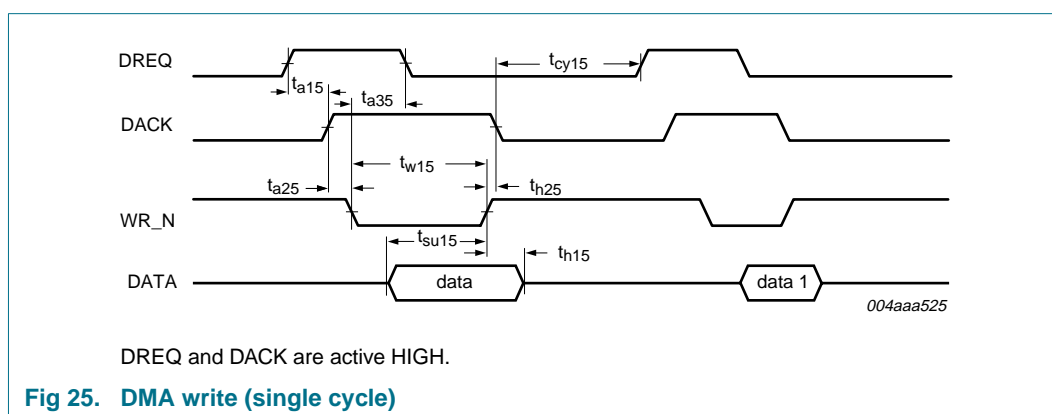 DREQ
tcy15
ta15
ta35
DACK
tw15
ta25
th25
WR_N
tsu15
th15
DATA
data
data 1
004aaa525
DREQ and DACK are active HIGH.
Fig 25. DMA write (single cycle)